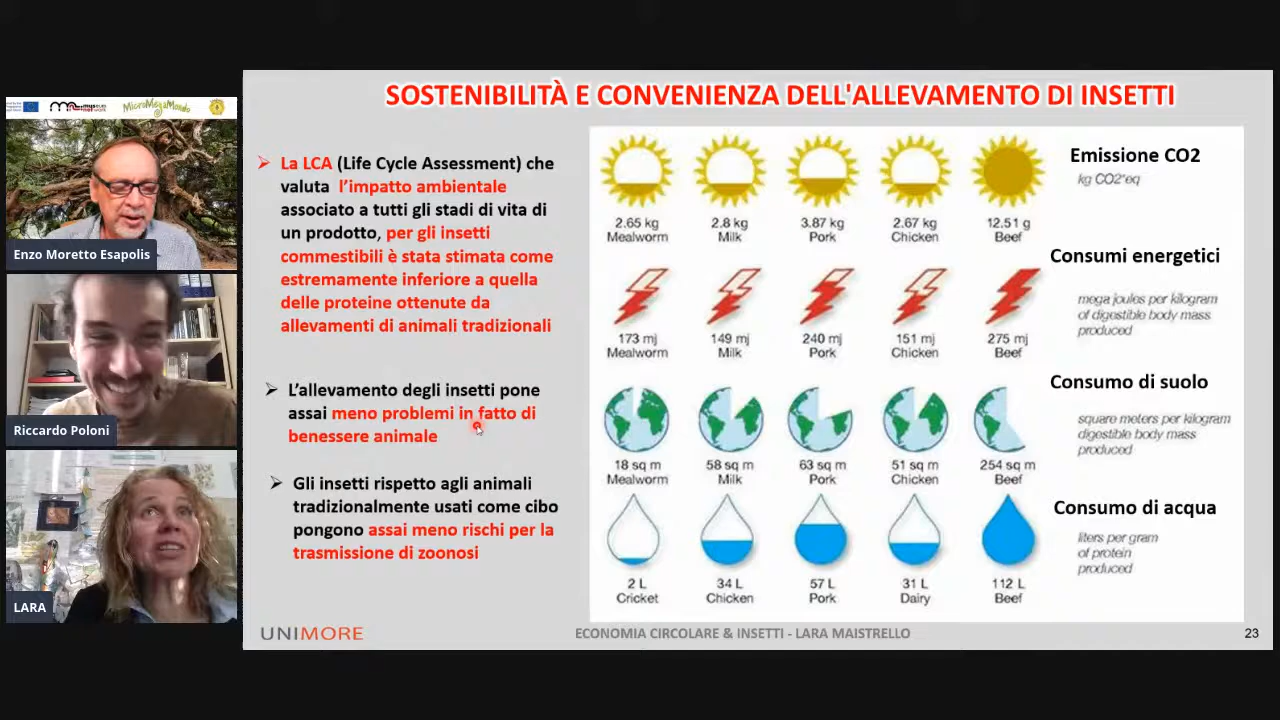 SOSTENIBILITÀ E CONVENIENZA DELL'ALLEVAMENTO DI INSETTI
MicroMegaMondo
Enzo Moretto Esapolis
Riccardo Poloni
LARA
La LCA (Life Cycle Assessment) che
valuta l'impatto ambientale
associato a tutti gli stadi di vita di
un prodotto, per gli insetti
commestibili è stata stimata come
estremamente inferiore a quella
delle proteine ottenute da
allevamenti di animali tradizionali
L'allevamento degli insetti pone
assai meno problemi in fatto di
benessere animale
Gli insetti rispetto agli animali
tradizionalmente usati come cibo
pongono assai meno rischi per la
trasmissione di zoonosi
Emissione CO2
kg CO2*eq
2.65 kg 2.8 kg 3.87 kg 2.67 kg 12.51 g
Mealworm Milk Pork Chicken Beef
Consumi energetici
mega joules per kilogram
of digestible body mass
produced
173 mj 149 mj 240 mj 151 mj 275 mj
Mealworm Milk Pork Chicken Beef
Consumo di suolo
square meters per kilogram
digestible body mass
produced
18 sq m 58 sq m 63 sq m 51 sq m 254 sq m
Mealworm Milk Pork Chicken Beef
Consumo di acqua
liters per gram
of protein
produced
2 L 34 L 57 L 31 L 112 L
Cricket Chicken Pork Dairy Beef
UNIMORE
ECONOMIA CIRCOLARE & INSETTI - LARA MAISTRELLO
23